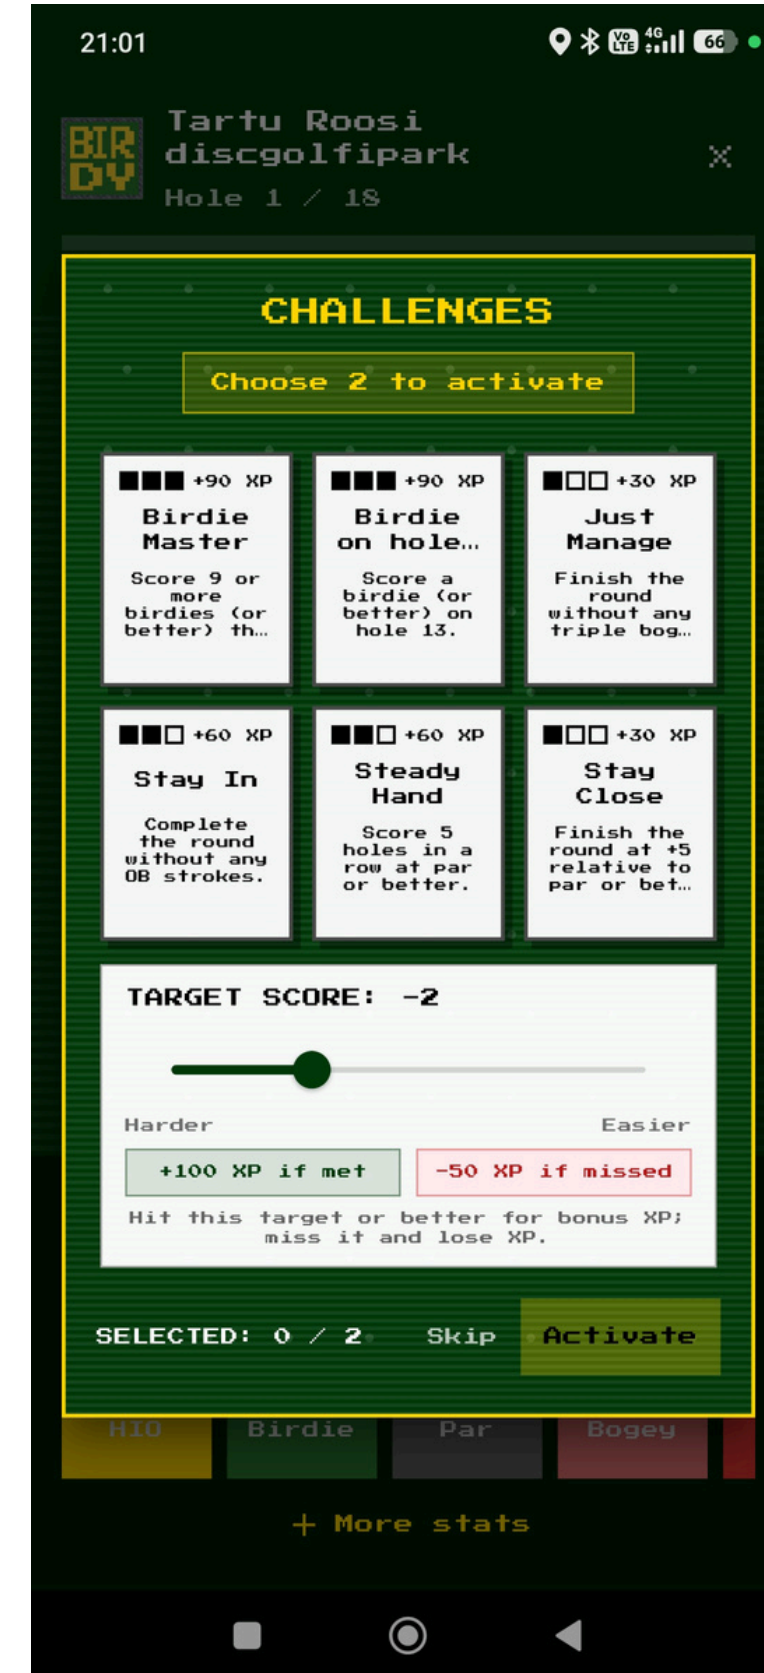 21:01
Vo LTE 4G 66
BIR
DY
Tartu Roosi
discgolfipark
Hole 1 / 18
CHALLENGES
Choose 2 to activate
+90 XP
Birdie
Master
Score 9 or
more
birdies (or
better) th…
+90 XP
Birdie
on hole…
Score a
birdie (or
better) on
hole 13.
+30 XP
Just
Manage
Finish the
round
without any
triple bog…
+60 XP
Stay In
Complete
the round
without any
OB strokes.
+60 XP
Steady
Hand
Score 5
holes in a
row at par
or better.
+30 XP
Stay
Close
Finish the
round at +5
relative to
par or bet…
TARGET SCORE: -2
Harder Easier
+100 XP if met -50 XP if missed
Hit this target or better for bonus XP;
miss it and lose XP.
SELECTED: 0 / 2 Skip Activate
HIO Birdie Par Bogey
+ More stats